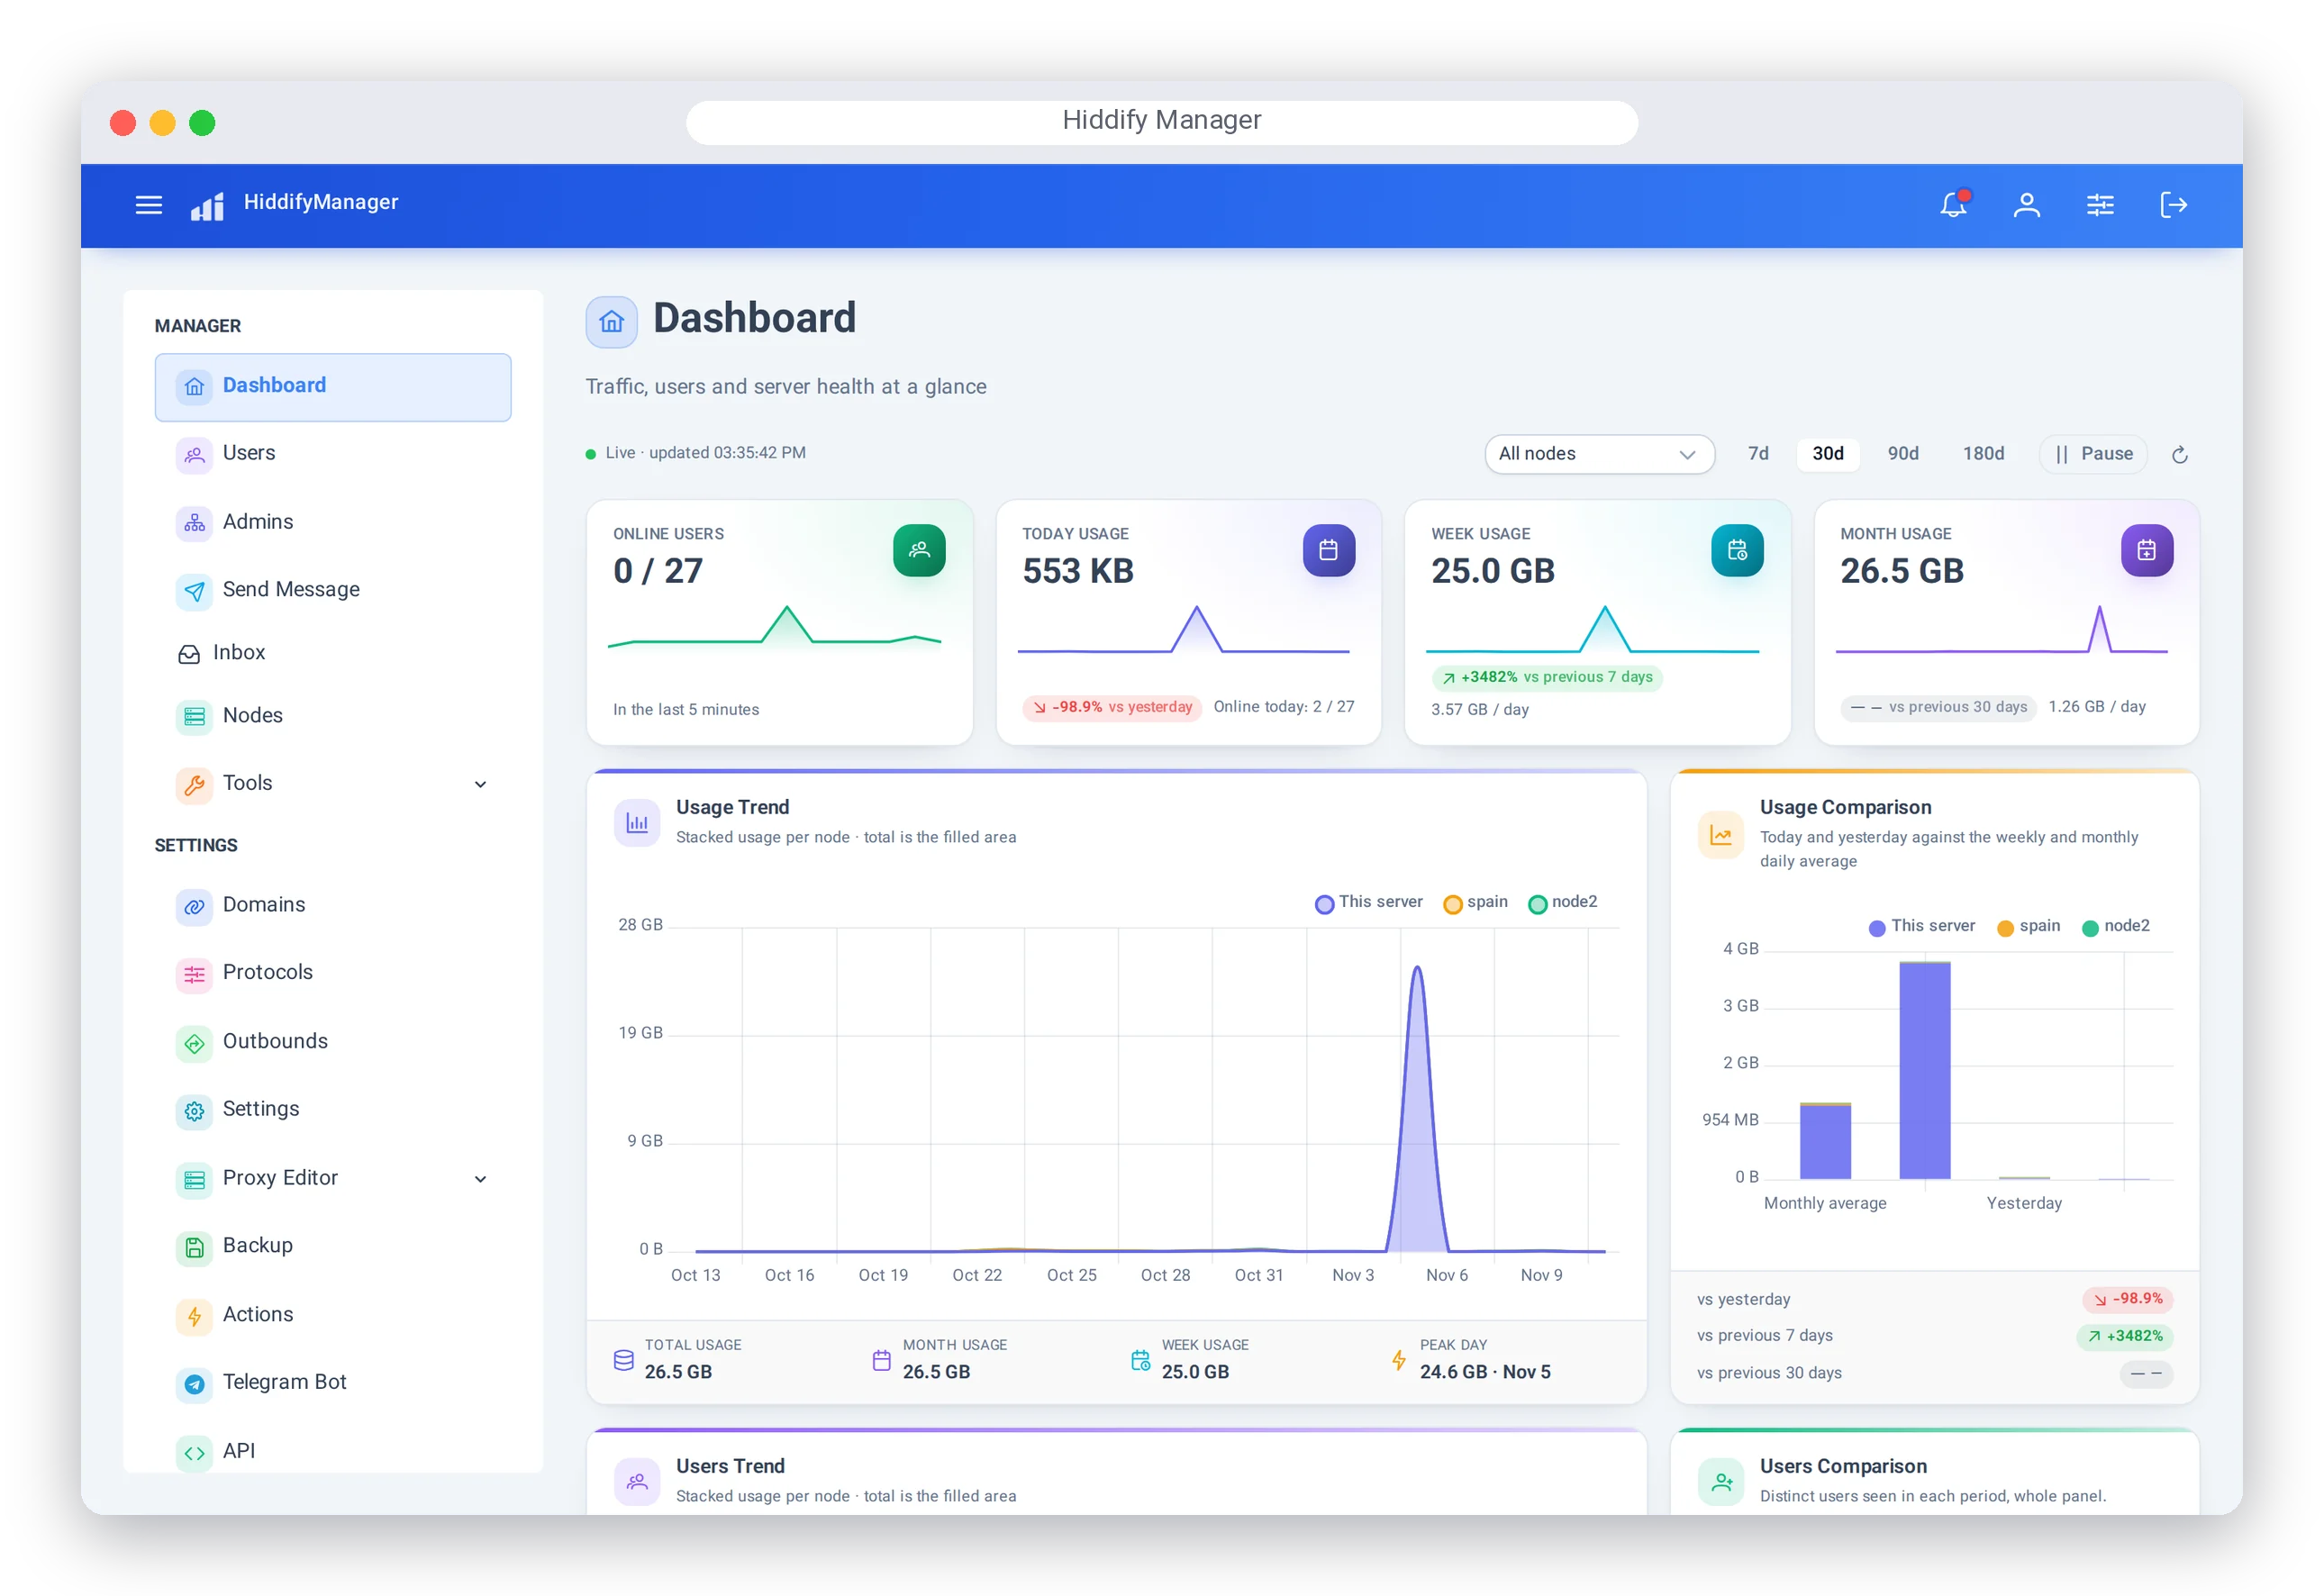 Hiddify Manager
HiddifyManager
MANAGER
Dashboard
Users
Admins
Send Message
Inbox
Nodes
Tools
SETTINGS
Domains
Protocols
Outbounds
Settings
Proxy Editor
Backup
Actions
Telegram Bot
API
Dashboard
Traffic, users and server health at a glance
Live · updated 03:35:42 PM
All nodes
7d 30d 90d 180d
Pause
ONLINE USERS
0 / 27
In the last 5 minutes
TODAY USAGE
553 KB
-98.9% vs yesterday Online today: 2 / 27
WEEK USAGE
25.0 GB
+3482% vs previous 7 days
3.57 GB / day
MONTH USAGE
26.5 GB
— – vs previous 30 days 1.26 GB / day
Usage Trend
Stacked usage per node · total is the filled area
This server spain node2
28 GB
19 GB
9 GB
0 B
Oct 13 Oct 16 Oct 19 Oct 22 Oct 25 Oct 28 Oct 31 Nov 3 Nov 6 Nov 9
TOTAL USAGE
26.5 GB
MONTH USAGE
26.5 GB
WEEK USAGE
25.0 GB
PEAK DAY
24.6 GB · Nov 5
Usage Comparison
Today and yesterday against the weekly and monthly
daily average
This server spain node2
4 GB
3 GB
2 GB
954 MB
0 B
Monthly average Yesterday
vs yesterday -98.9%
vs previous 7 days +3482%
vs previous 30 days — –
Users Trend
Stacked usage per node · total is the filled area
Users Comparison
Distinct users seen in each period, whole panel.